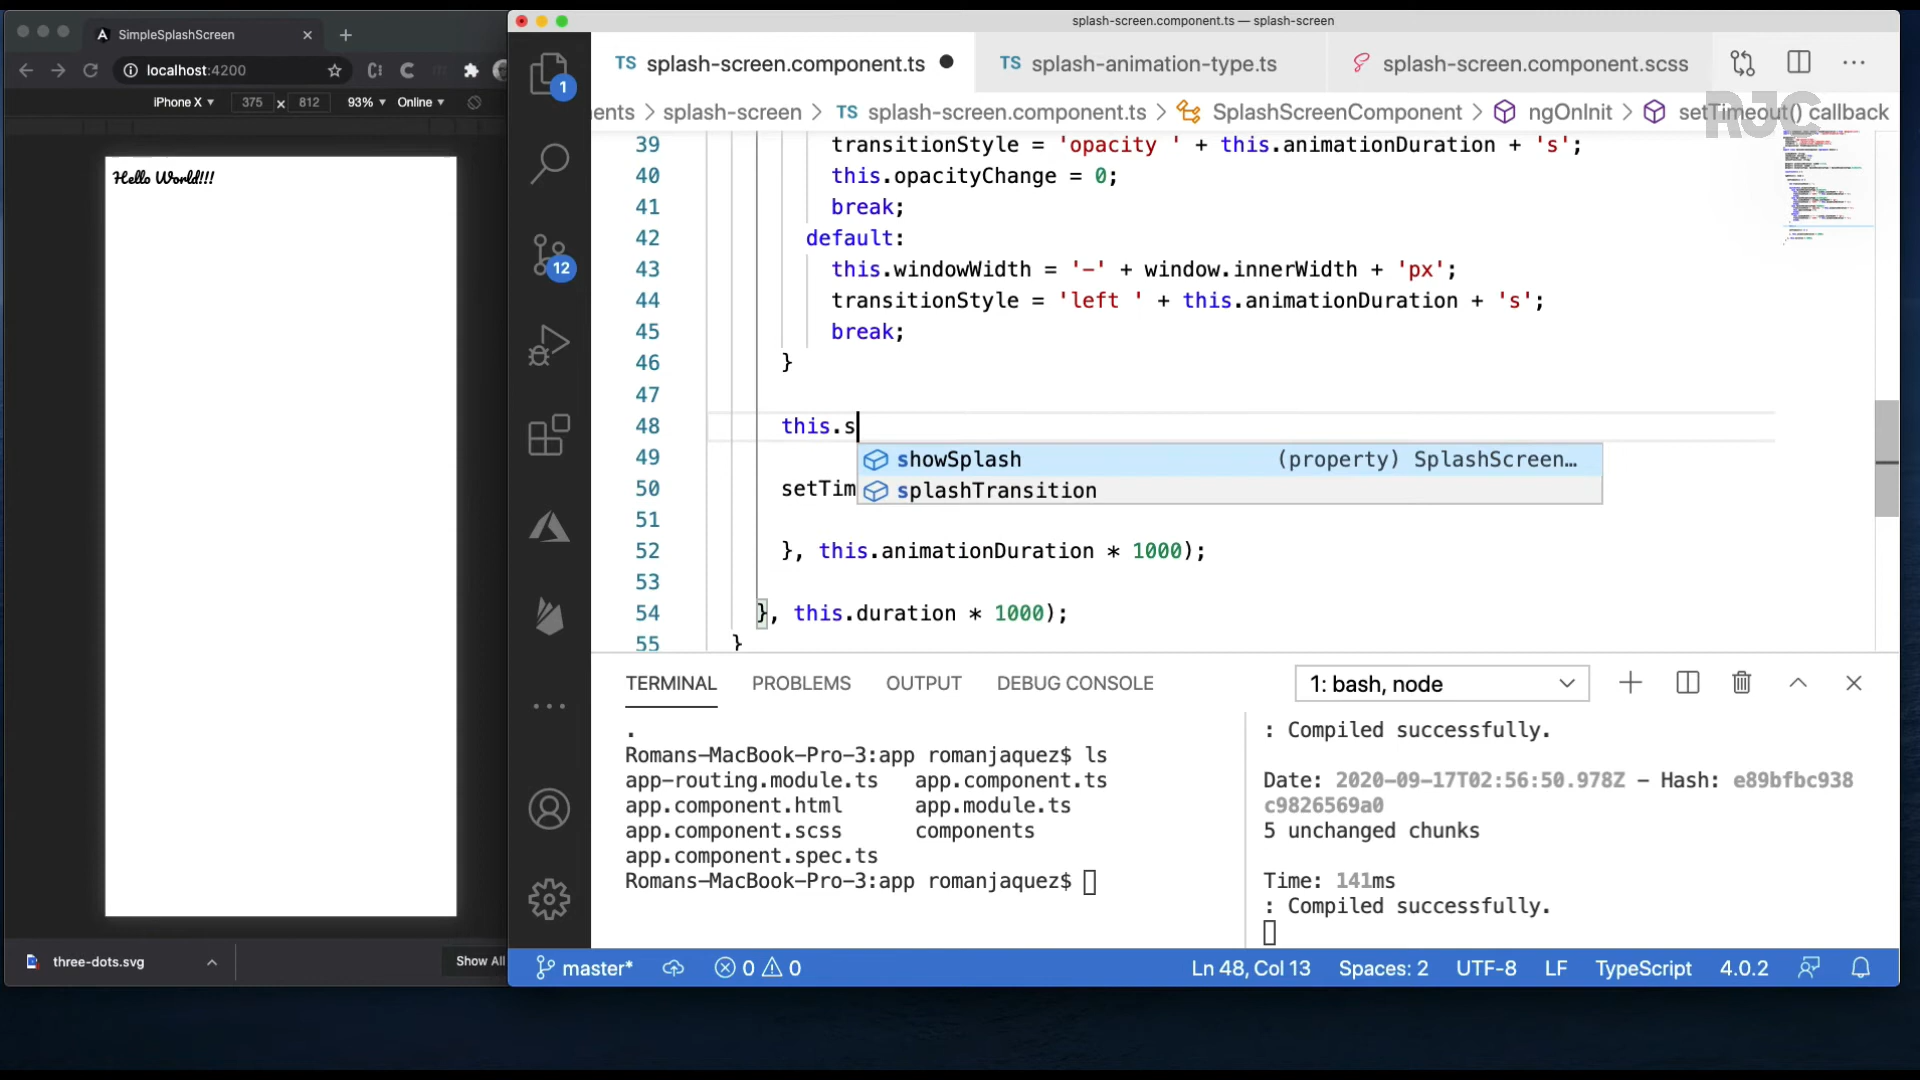 splash-screen.component.ts — splash-screen
SimpleSplashScreen
localhost:4200
iPhone X ▾ 375 x 812 93% ▾ Online ▾
Hello World!!!
three-dots.svg
Show All
1
12
TS splash-screen.component.ts
TS splash-animation-type.ts
splash-screen.component.scss
RJC
ents > splash-screen > TS splash-screen.component.ts > SplashScreenComponent > ngOnInit > setTimeout() callback
39 transitionStyle = 'opacity ' + this.animationDuration + 's';
40 this.opacityChange = 0;
41 break;
42 default:
43 this.windowWidth = '-' + window.innerWidth + 'px';
44 transitionStyle = 'left ' + this.animationDuration + 's';
45 break;
46 }
47
48 this.s
showSplash (property) SplashScreen…
splashTransition
49
50 setTim
51
52 }, this.animationDuration * 1000);
53
54 }, this.duration * 1000);
55 }
TERMINAL PROBLEMS OUTPUT DEBUG CONSOLE
1: bash, node
.
Romans-MacBook-Pro-3:app romanjaquez$ ls
app-routing.module.ts app.component.ts
app.component.html app.module.ts
app.component.scss components
app.component.spec.ts
Romans-MacBook-Pro-3:app romanjaquez$
: Compiled successfully.
Date: 2020-09-17T02:56:50.978Z - Hash: e89bfbc938
c9826569a0
5 unchanged chunks
Time: 141ms
: Compiled successfully.
master* 0 0
Ln 48, Col 13 Spaces: 2 UTF-8 LF TypeScript 4.0.2